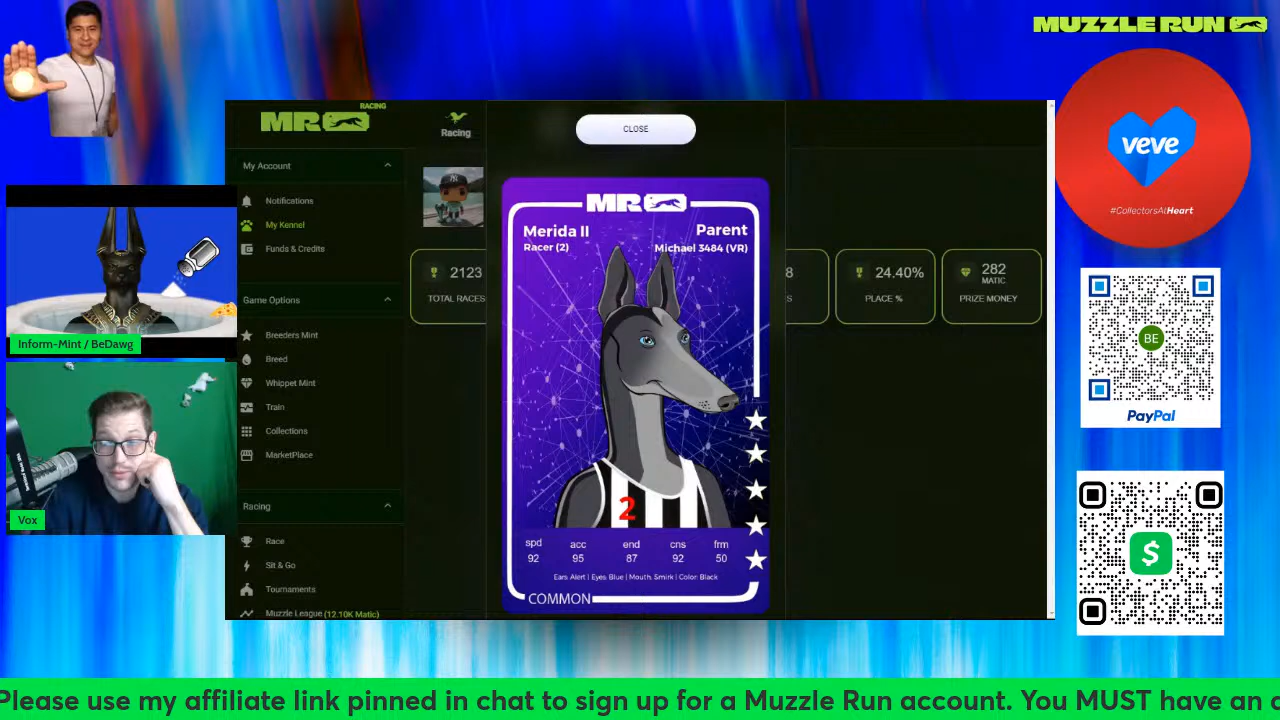 MUZZLE RUN
veve
#CollectorsAtHeart
BE
PayPal
$
Inform-Mint / BeDawg
Vox
MR RACING
Racing
My Account
Notifications
My Kennel
Funds & Credits
Game Options
Breeders Mint
Breed
Whippet Mint
Train
Collections
MarketPlace
Racing
Race
Sit & Go
Tournaments
Muzzle League (12.10K Matic)
2123
TOTAL RACES
8
S
24.40%
PLACE %
282
MATIC
PRIZE MONEY
CLOSE
MR
Merida II
Racer (2)
Parent
Michael 3484 (VR)
2
spd acc end cns frm
92 95 87 92 50
Ears: Alert | Eyes: Blue | Mouth: Smirk | Color: Black
COMMON
Please use my affiliate link pinned in chat to sign up for a Muzzle Run account. You MUST have an